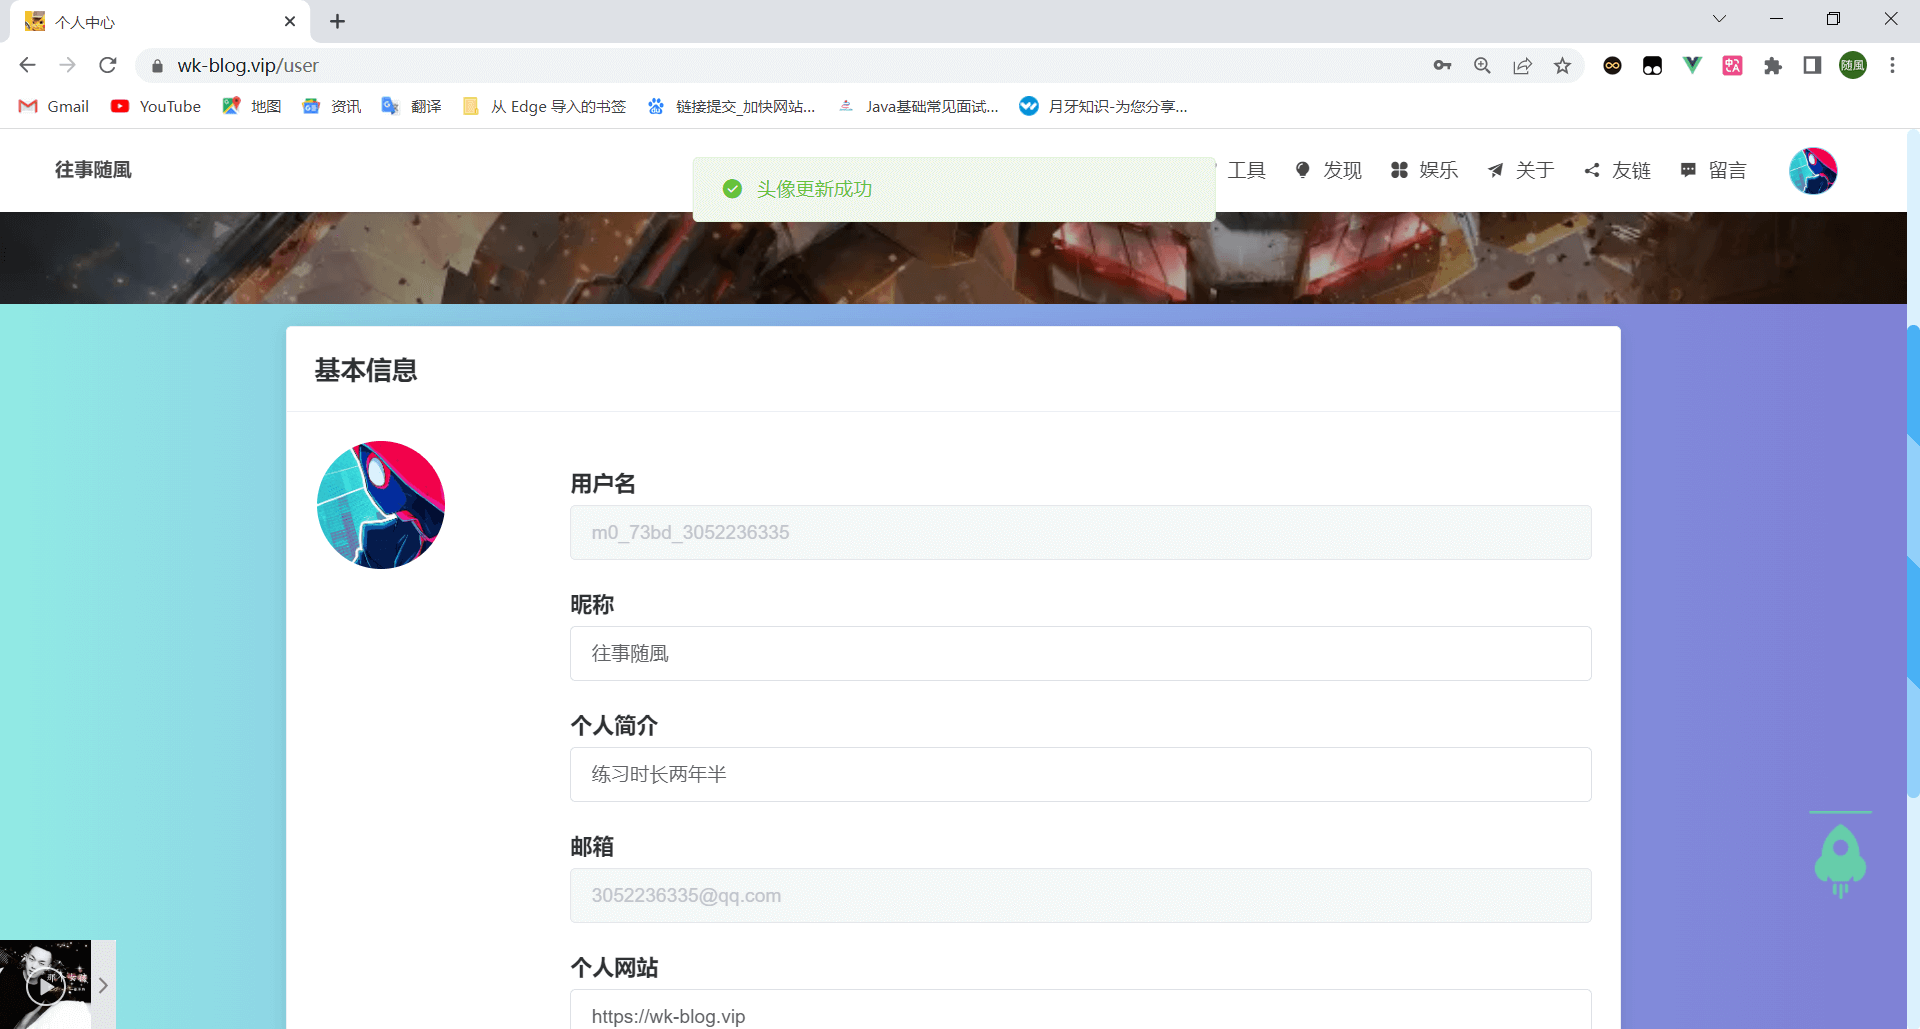 个人中心
wk-blog.vip/user
随風
Gmail
YouTube
地图
资讯
翻译
从 Edge 导入的书签
链接提交_加快网站...
Java基础常见面试...
月牙知识-为您分享...
往事随風
头像更新成功
工具
发现
娱乐
关于
友链
留言
基本信息
用户名
m0_73bd_3052236335
昵称
往事随風
个人简介
练习时长两年半
邮箱
3052236335@qq.com
个人网站
https://wk-blog.vip